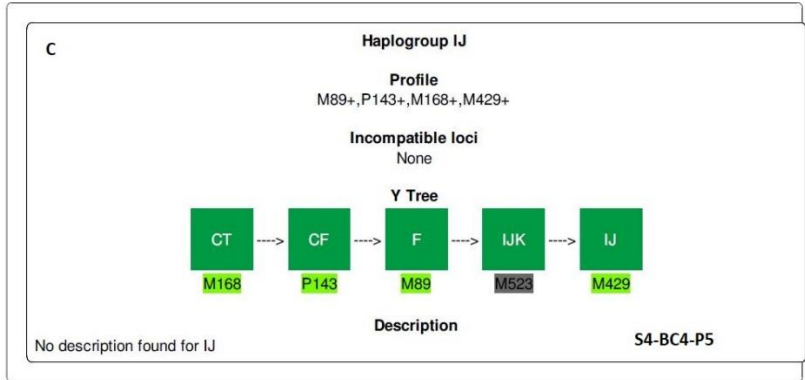 C
Haplogroup IJ
Profile
M89+,P143+,M168+,M429+
Incompatible loci
None
Y Tree
CT ----> CF ----> F ----> IJK ----> IJ
M168 P143 M89 M523 M429
Description
No description found for IJ
S4-BC4-P5